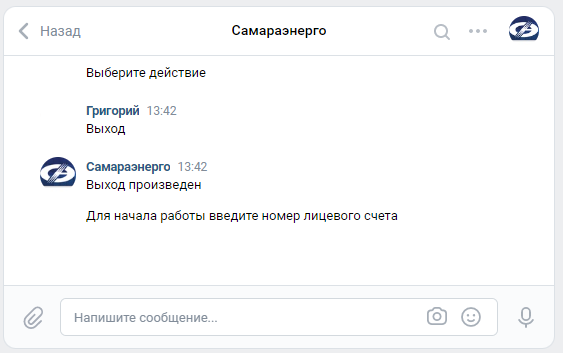 Назад
Самараэнерго
Выберите действие
Григорий 13:42
Выход
Самараэнерго 13:42
Выход произведен
Для начала работы введите номер лицевого счета
Напишите сообщение...